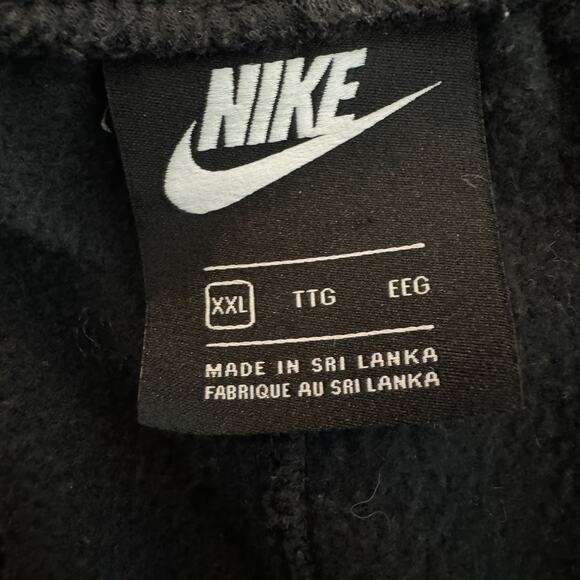 NIKE
XXL TTG EEG
MADE IN SRI LANKA
FABRIQUE AU SRI LANKA